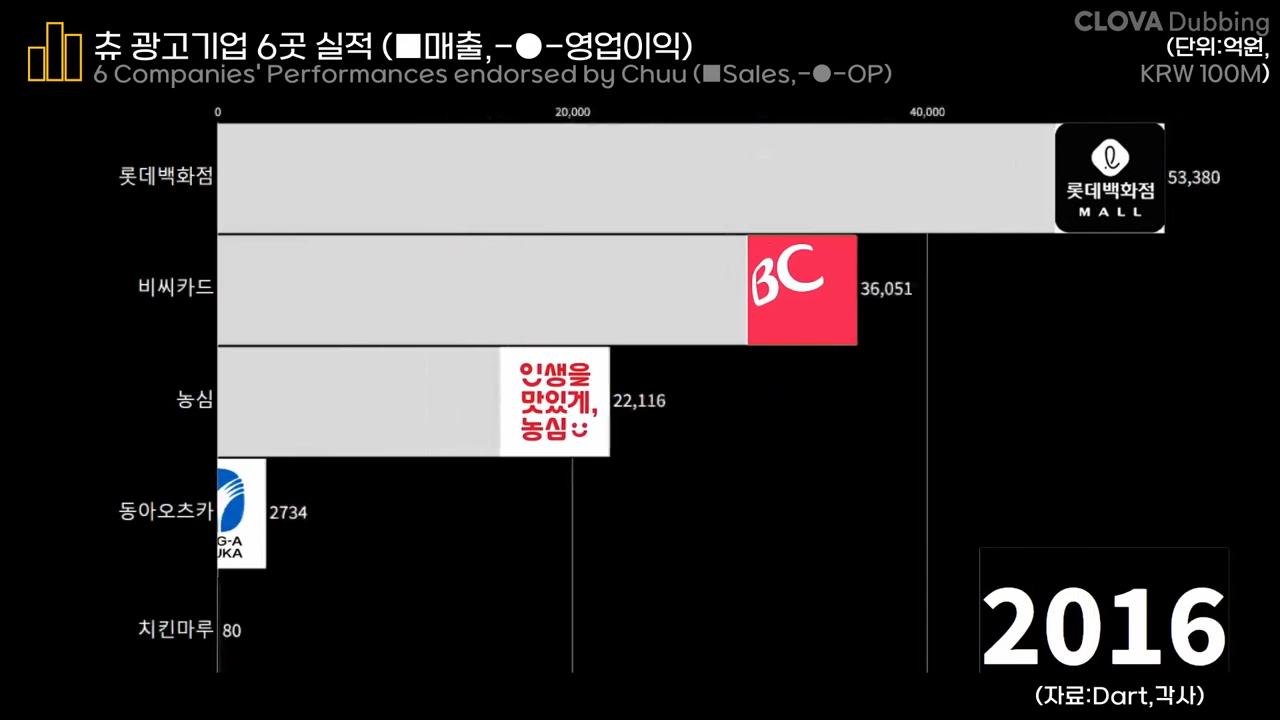 CLOVA Dubbing
츄 광고기업 6곳 실적 (■매출,-●-영업이익)
(단위:억원,
6 Companies' Performances endorsed by Chuu (■Sales,-●-OP)
KRW 100M)
0 20,000 40,000
롯데백화점
롯데백화점
MALL
53,380
비씨카드
BC
36,051
농심
인생을
맛있게,
농심
22,116
동아오츠카
G-A
UKA
2734
치킨마루 80
2016
(자료:Dart,각사)